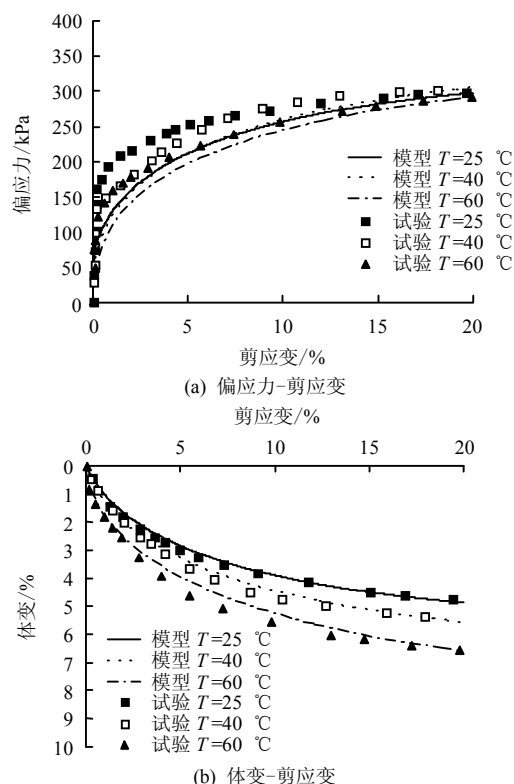 400
350
300
250
200
150
100
50
0
偏应力/kPa
模型 T=25 ℃
模型 T=40 ℃
模型 T=60 ℃
试验 T=25 ℃
试验 T=40 ℃
试验 T=60 ℃
0 5 10 15 20
剪应变/%
(a) 偏应力-剪应变
剪应变/%
0 5 10 15 20
0
1
2
3
4
5
6
7
8
9
10
体变/%
模型 T=25 ℃
模型 T=40 ℃
模型 T=60 ℃
试验 T=25 ℃
试验 T=40 ℃
试验 T=60 ℃
(b) 体变-剪应变